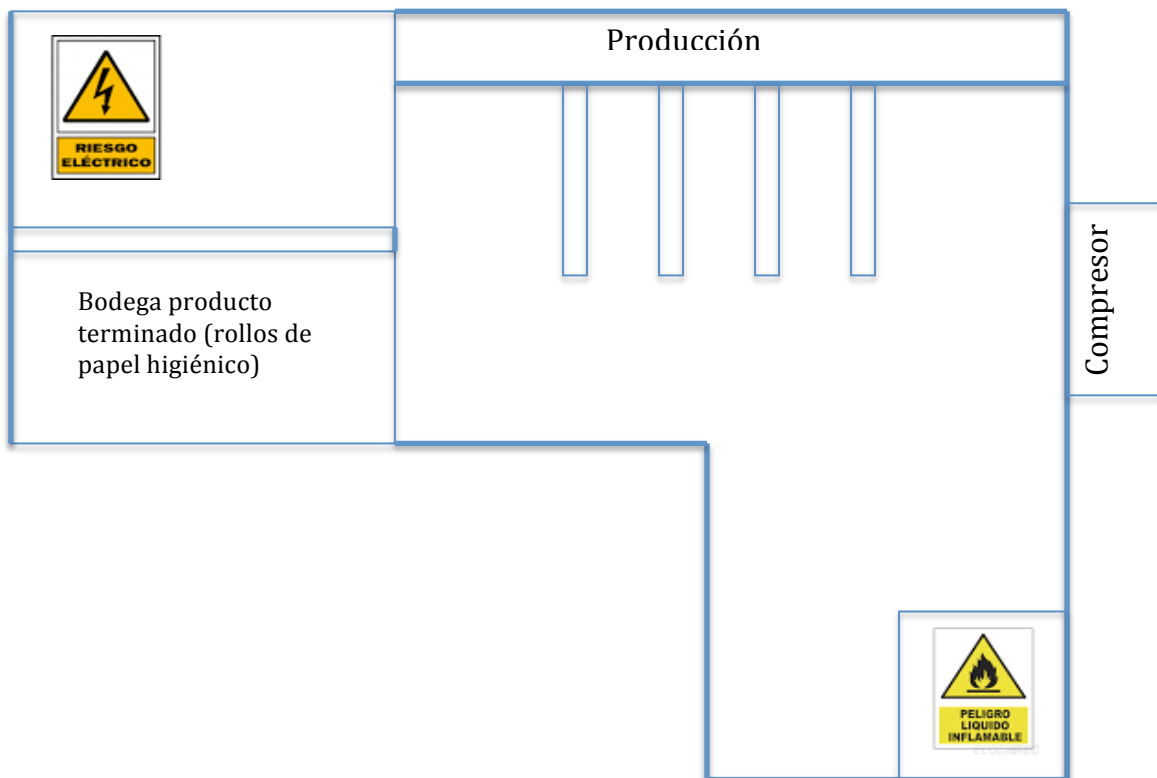 Producción
RIESGO
ELÉCTRICO
Compresor
Bodega producto
terminado (rollos de
papel higiénico)
PELIGRO
LIQUIDO
INFLAMABLE